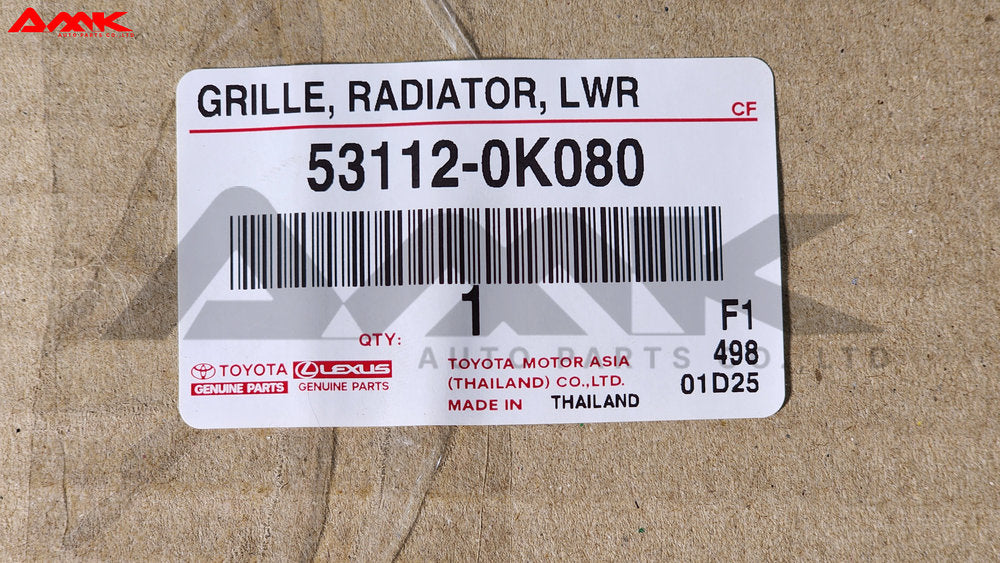 AMK
AUTO PARTS CO.,LTD
GRILLE, RADIATOR, LWR
CF
53112-0K080
1
QTY:
F1
498
01D25
TOYOTA
GENUINE PARTS
LEXUS
GENUINE PARTS
TOYOTA MOTOR ASIA
(THAILAND) CO.,LTD.
MADE IN THAILAND
AMK
AUTO PARTS CO.,LTD